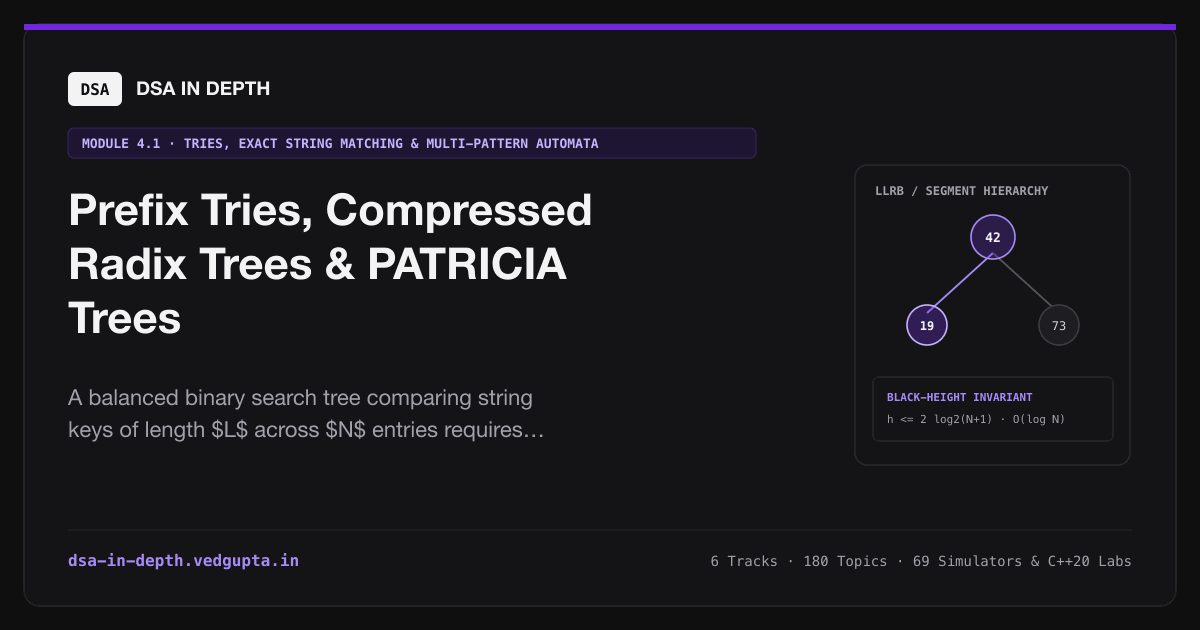 DSA DSA IN DEPTH
MODULE 4.1 · TRIES, EXACT STRING MATCHING & MULTI-PATTERN AUTOMATA
Prefix Tries, Compressed
Radix Trees & PATRICIA
Trees
A balanced binary search tree comparing string
keys of length $L$ across $N$ entries requires…
LLRB / SEGMENT HIERARCHY
42
19 73
BLACK-HEIGHT INVARIANT
h <= 2 log2(N+1) · O(log N)
dsa-in-depth.vedgupta.in
6 Tracks · 180 Topics · 69 Simulators & C++20 Labs